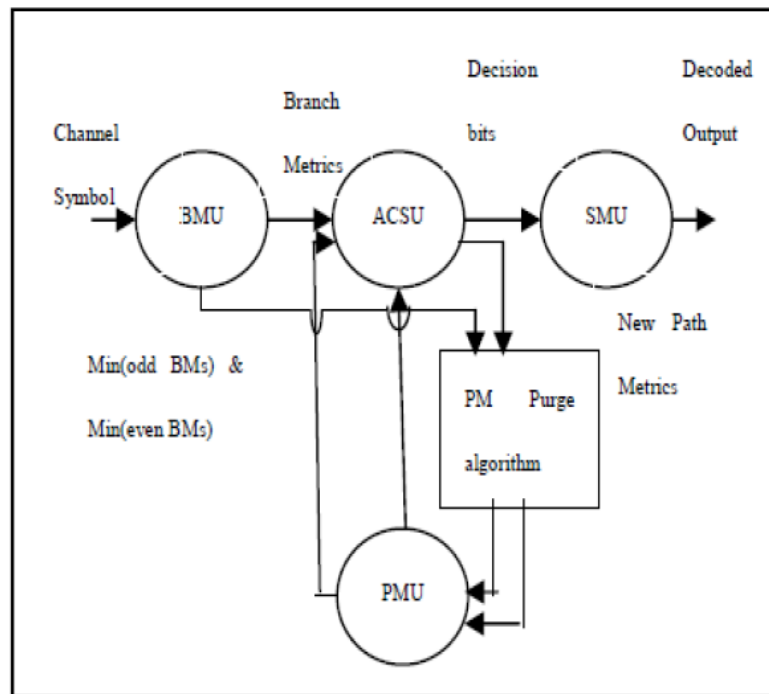 Channel
Symbol
Branch
Metrics
Decision
bits
Decoded
Output
.BMU
ACSU
SMU
Min(odd BMs) &
Min(even BMs)
PM Purge
algorithm
New Path
Metrics
PMU